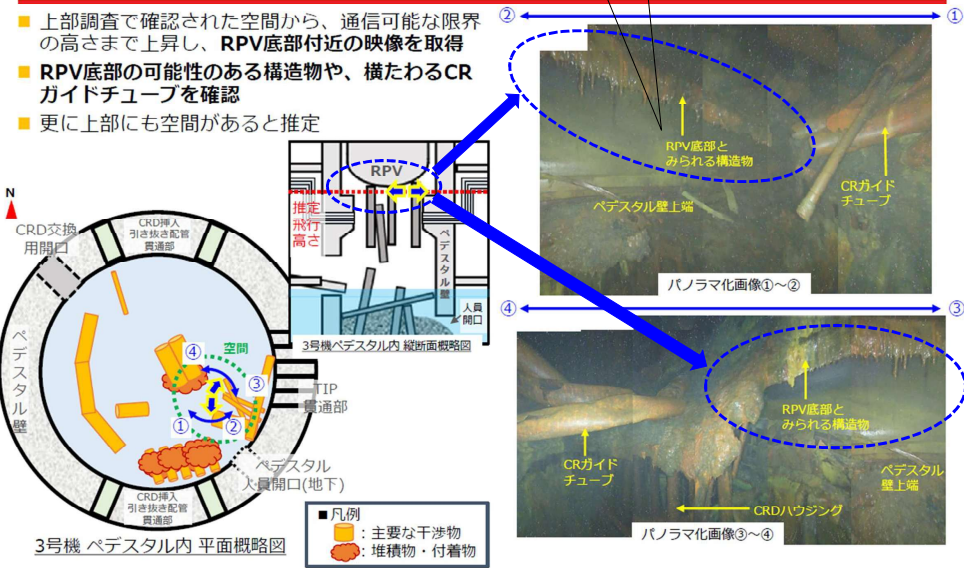 ■ 上部調査で確認された空間から、通信可能な限界
の高さまで上昇し、RPV底部付近の映像を取得
■ RPV底部の可能性のある構造物や、横たわるCR
ガイドチューブを確認
■ 更に上部にも空間があると推定
②
①
RPV底部と
みられる構造物
CRガイド
チューブ
ペデスタル壁上端
パノラマ化画像①～②
RPV
推定
飛行
高さ
ペデスタル壁
人員
開口
3号機ペデスタル内 縦断面概略図
N
CRD交換
用開口
CRD挿入
引き抜き配管
貫通部
ペデスタル壁
空間
④
③
①
②
TIP
貫通部
ペデスタル
人員開口(地下)
CRD挿入
引き抜き配管
貫通部
3号機 ペデスタル内 平面概略図
■凡例
：主要な干渉物
：堆積物・付着物
④
③
RPV底部と
みられる構造物
CRガイド
チューブ
ペデスタル
壁上端
CRDハウジング
パノラマ化画像③～④